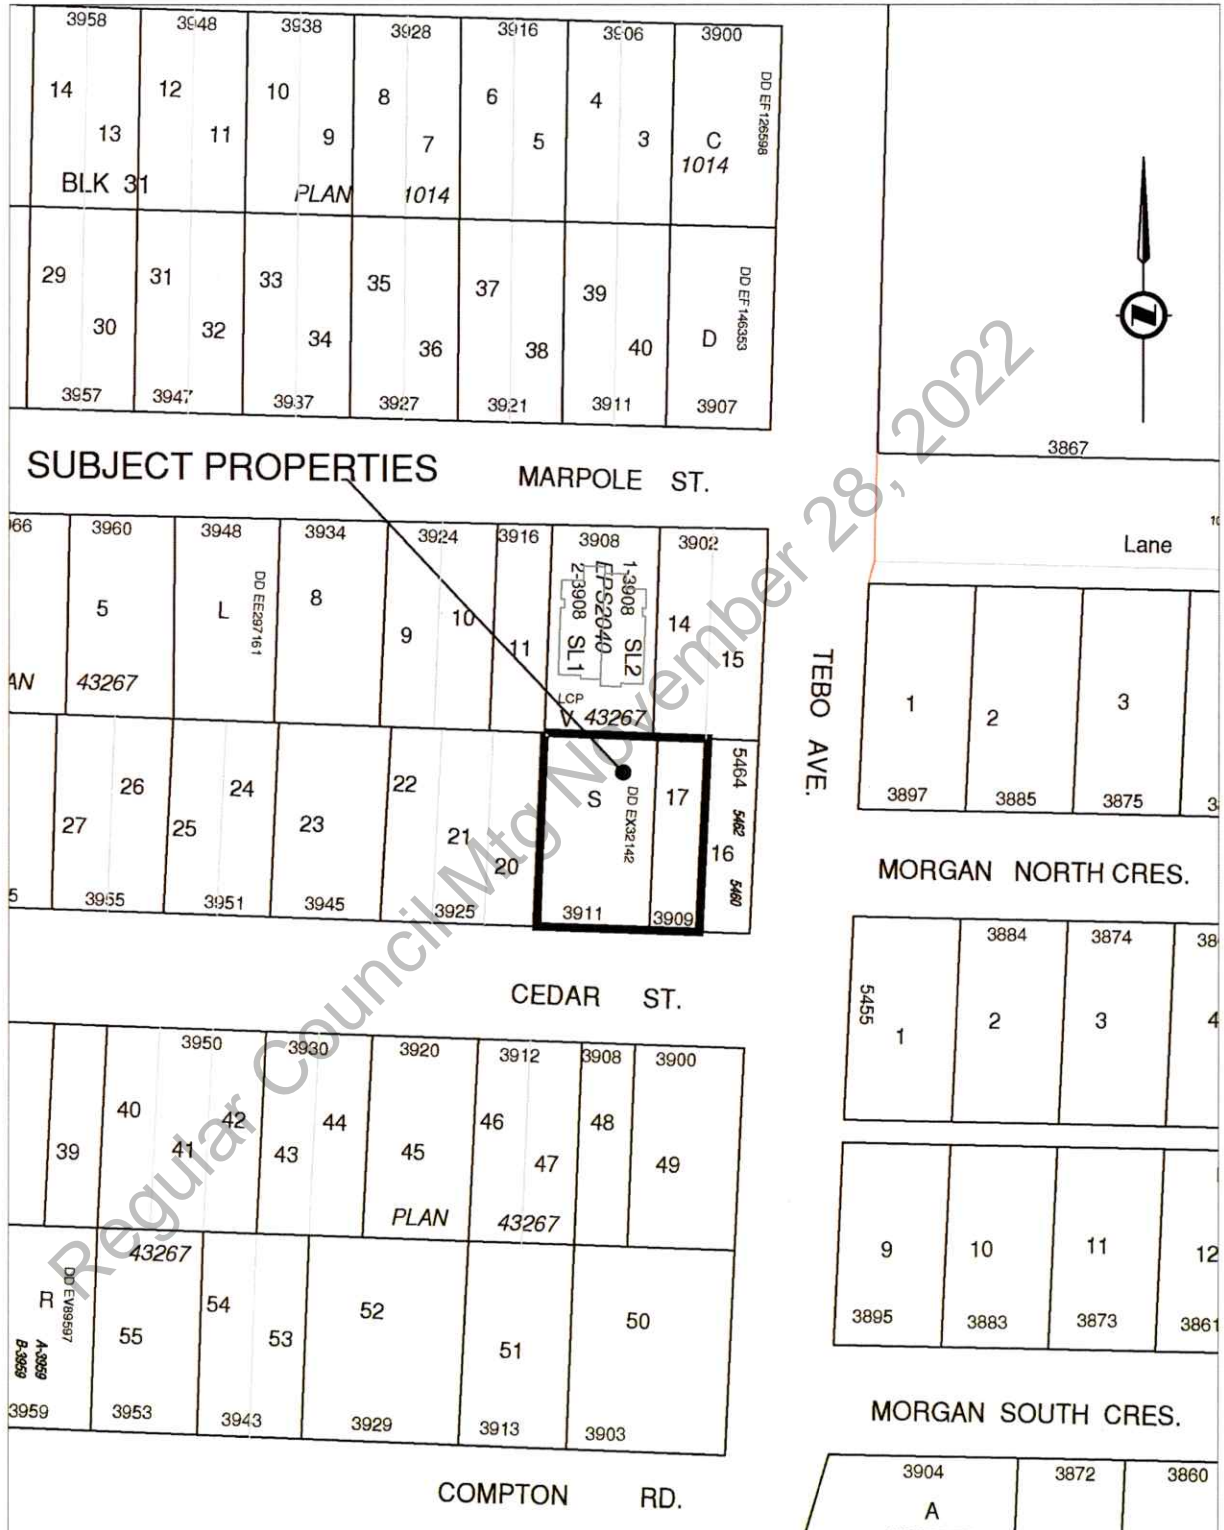 3958 3948 3938 3928 3916 3906 3900
14 12 10 8 6 4 DD EF126598
13 11 9 7 5 3 C
1014
BLK 31 PLAN 1014
29 31 33 35 37 39 DD EF146353
30 32 34 36 38 40 D
3957 3947 3937 3927 3921 3911 3907
3867
SUBJECT PROPERTIES MARPOLE ST.
Lane
3960 3948 3934 3924 3916 3908 3902
5 L DD EE297161 8 9 10 11 14 15
1-3908
EPS2040
2-3908
SL1 SL2
43267
LCP
V 43267
TEBO AVE.
1 2 3
3897 3885 3875
27 26 25 24 23 22 21 20 S DD EX32142 17 16
5464 5462 5460
3955 3951 3945 3925 3911 3909
MORGAN NORTH CRES.
3884 3874
5455 1 2 3 4
CEDAR ST.
3950 3930 3920 3912 3908 3900
39 40 41 42 43 44 45 46 47 48 49
PLAN 43267
9 10 11 12
3895 3883 3873 3861
43267
R DD EV89597 55 54 53 52 51 50
A-3959
B-3959
3959 3953 3943 3929 3913 3903
MORGAN SOUTH CRES.
COMPTON RD.
3904 3872 3860
A
Regular Council Mtg November 28, 2022